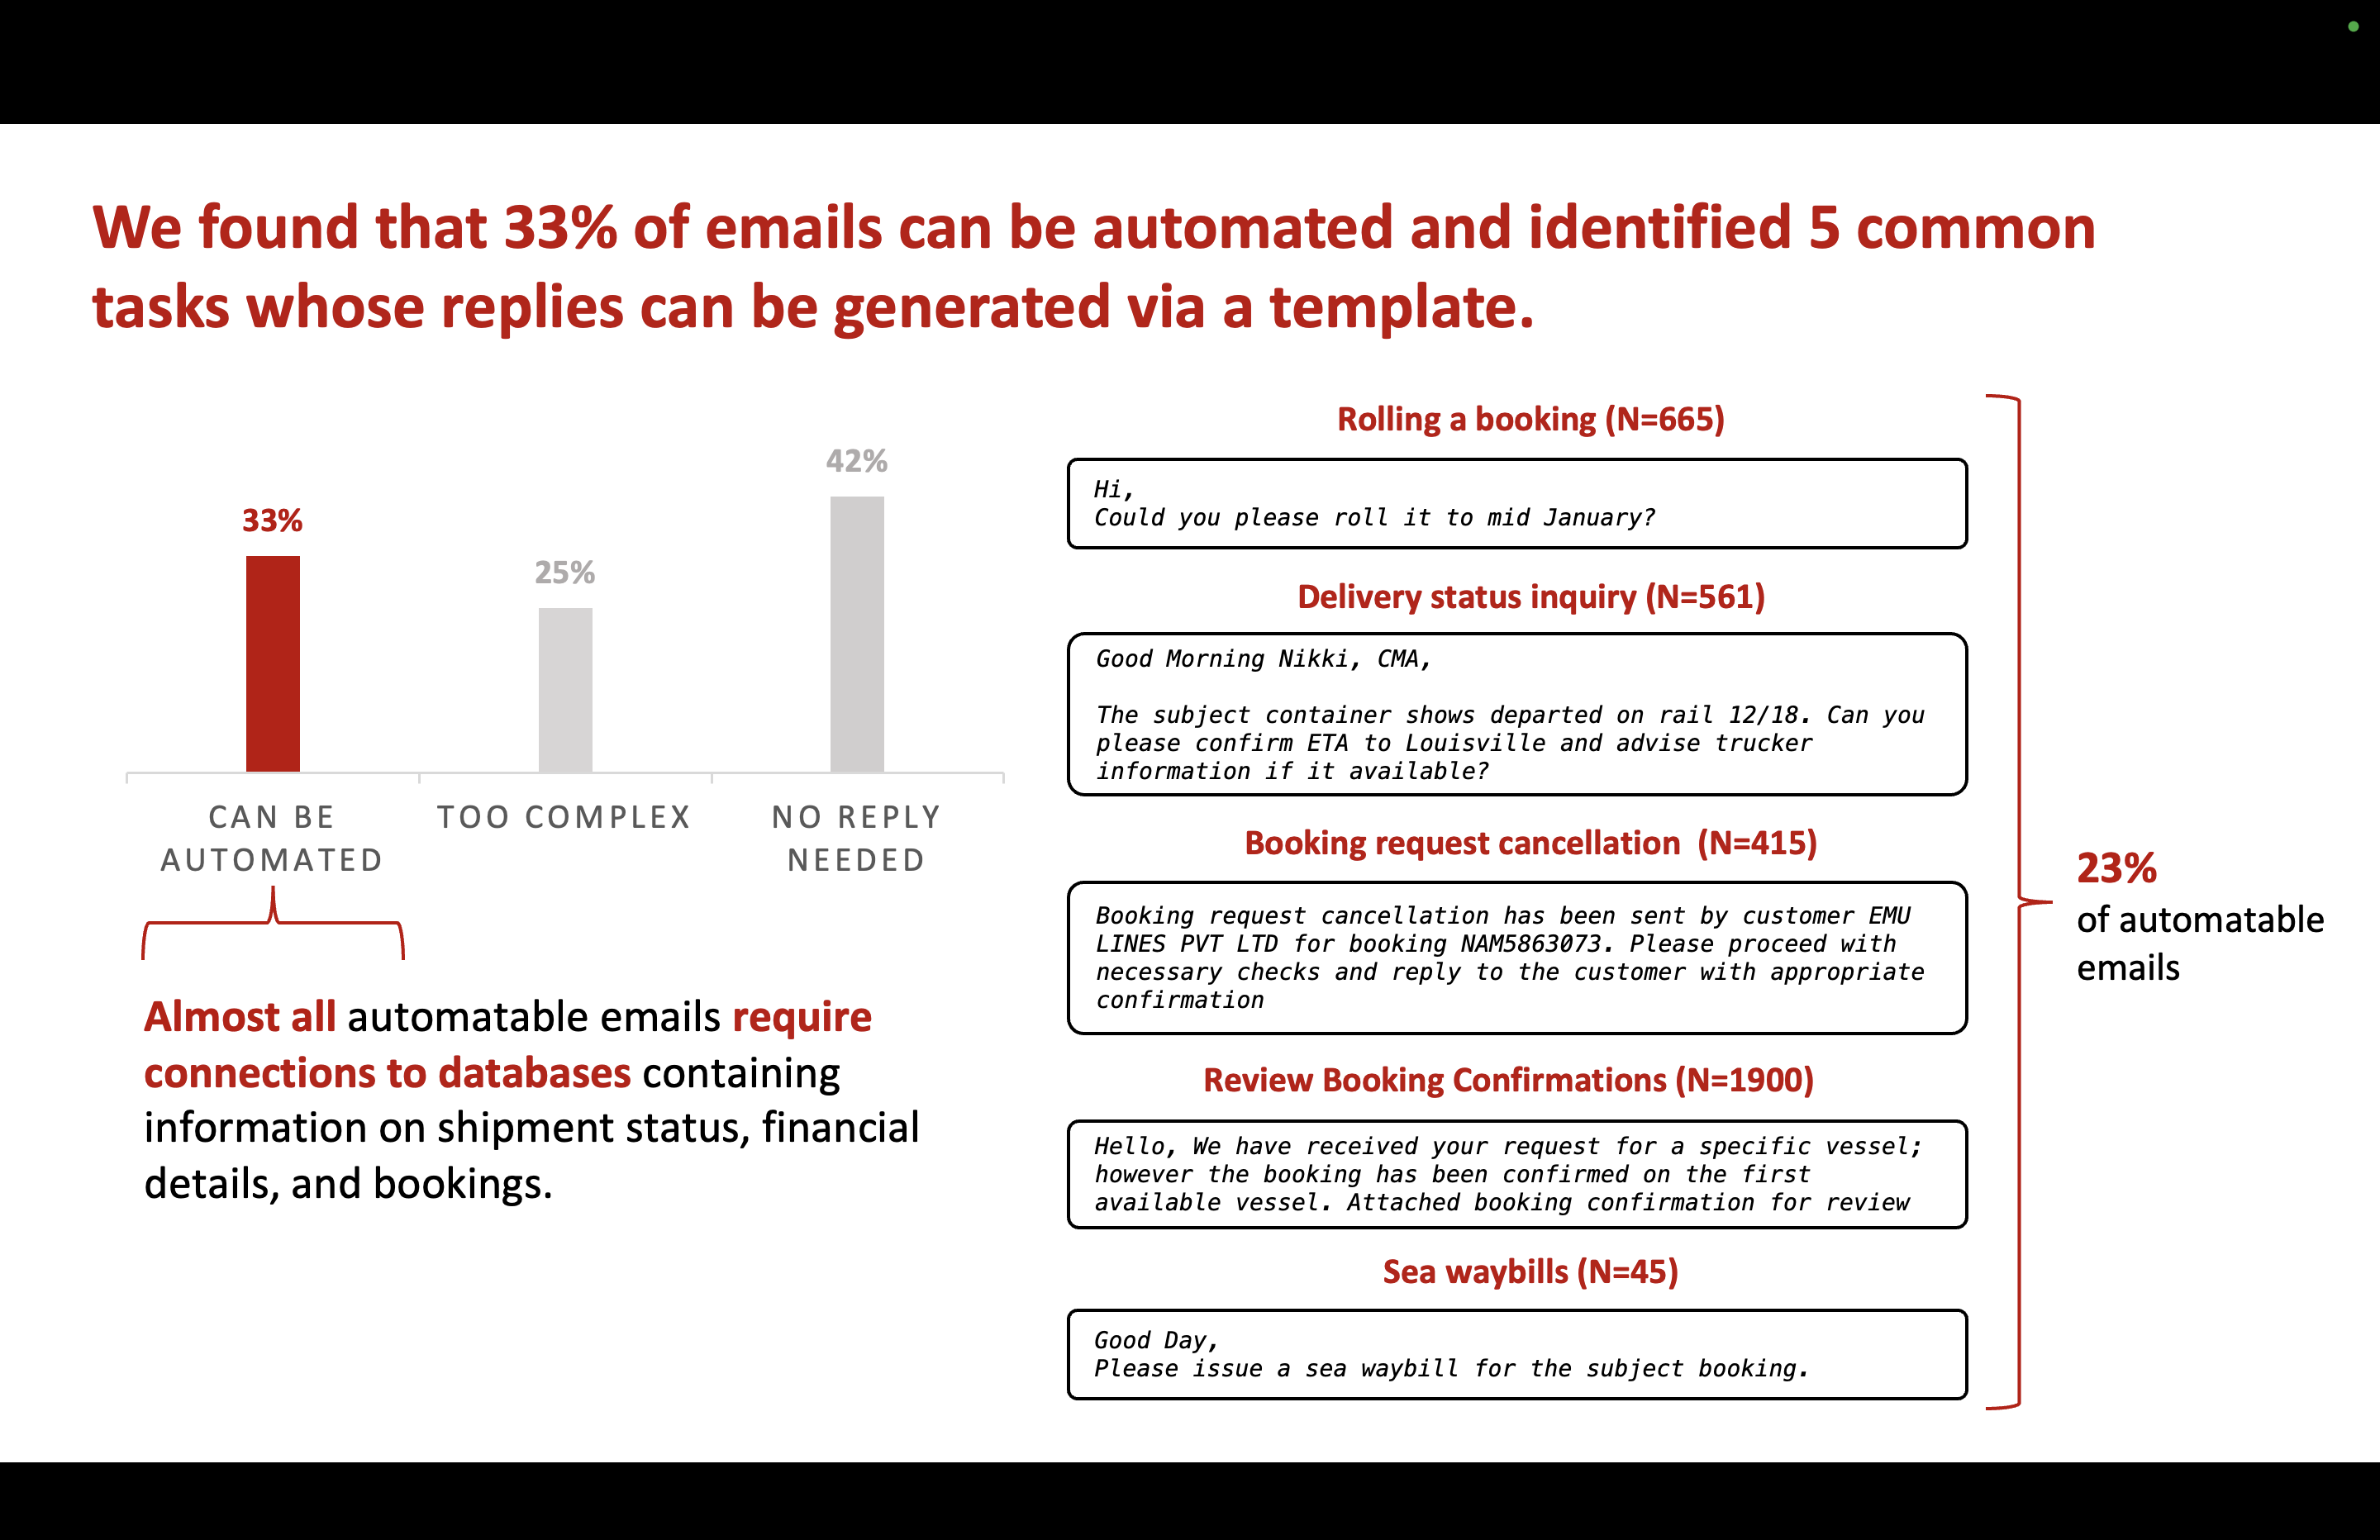 We found that 33% of emails can be automated and identified 5 common
tasks whose replies can be generated via a template.
33%
25%
42%
CAN BE
AUTOMATED
TOO COMPLEX
NO REPLY
NEEDED
Almost all automatable emails require
connections to databases containing
information on shipment status, financial
details, and bookings.
Rolling a booking (N=665)
Hi,
Could you please roll it to mid January?
Delivery status inquiry (N=561)
Good Morning Nikki, CMA,
The subject container shows departed on rail 12/18. Can you
please confirm ETA to Louisville and advise trucker
information if it available?
Booking request cancellation (N=415)
Booking request cancellation has been sent by customer EMU
LINES PVT LTD for booking NAM5863073. Please proceed with
necessary checks and reply to the customer with appropriate
confirmation
Review Booking Confirmations (N=1900)
Hello, We have received your request for a specific vessel;
however the booking has been confirmed on the first
available vessel. Attached booking confirmation for review
Sea waybills (N=45)
Good Day,
Please issue a sea waybill for the subject booking.
23%
of automatable
emails